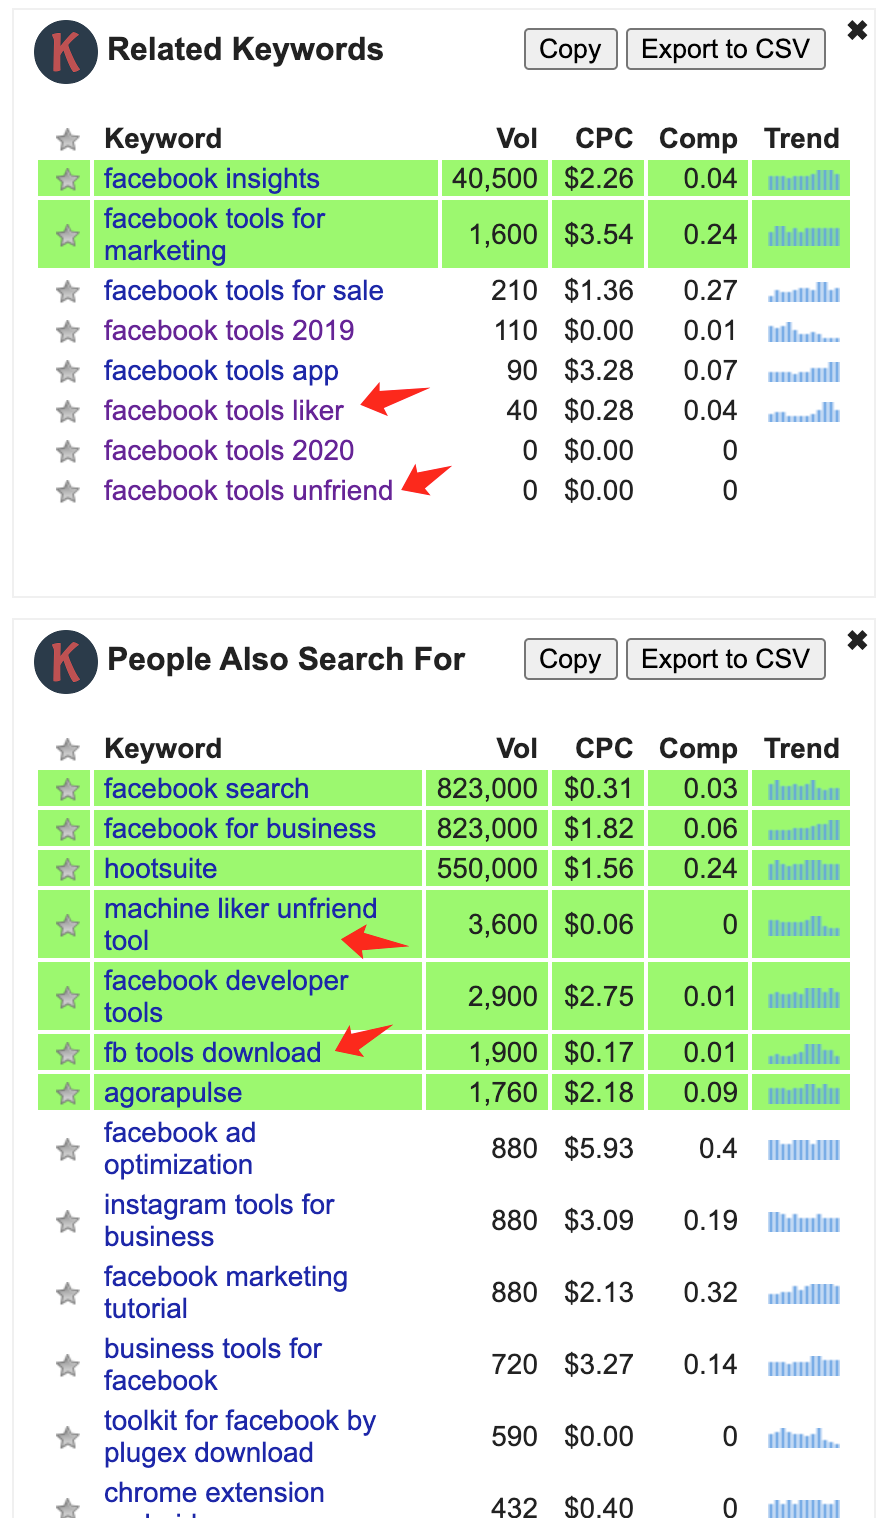 K Related Keywords Copy Export to CSV ✖
Keyword Vol CPC Comp Trend
facebook insights 40,500 $2.26 0.04
facebook tools for
marketing 1,600 $3.54 0.24
facebook tools for sale 210 $1.36 0.27
facebook tools 2019 110 $0.00 0.01
facebook tools app 90 $3.28 0.07
facebook tools liker 40 $0.28 0.04
facebook tools 2020 0 $0.00 0
facebook tools unfriend 0 $0.00 0
K People Also Search For Copy Export to CSV ✖
Keyword Vol CPC Comp Trend
facebook search 823,000 $0.31 0.03
facebook for business 823,000 $1.82 0.06
hootsuite 550,000 $1.56 0.24
machine liker unfriend
tool 3,600 $0.06 0
facebook developer
tools 2,900 $2.75 0.01
fb tools download 1,900 $0.17 0.01
agorapulse 1,760 $2.18 0.09
facebook ad
optimization 880 $5.93 0.4
instagram tools for
business 880 $3.09 0.19
facebook marketing
tutorial 880 $2.13 0.32
business tools for
facebook 720 $3.27 0.14
toolkit for facebook by
plugex download 590 $0.00 0
chrome extension
432 $0.40 0